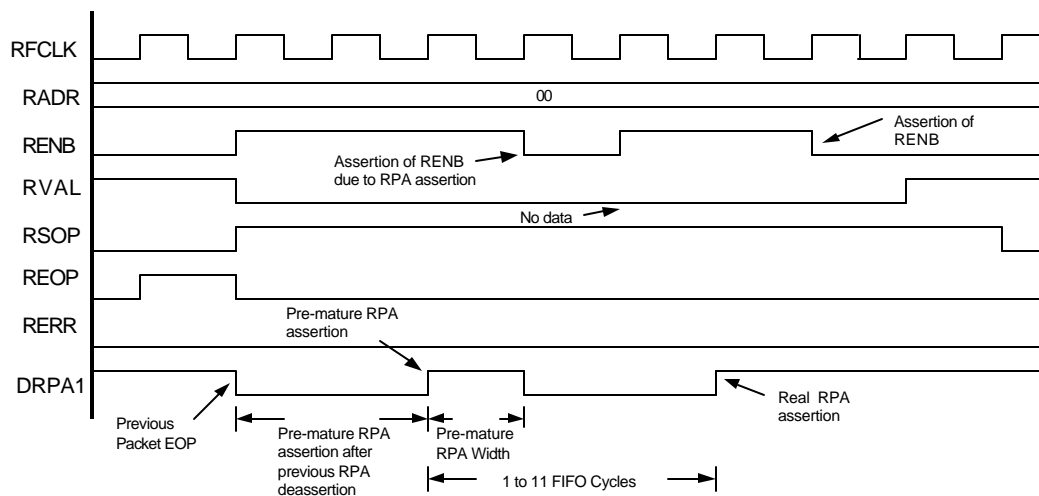 RFCLK
RADR
00
RENB
Assertion of RENB
due to RPA assertion
Assertion of
RENB
RVAL
No data
RSOP
REOP
Pre-mature RPA
assertion
RERR
DRPA1
Previous
Packet EOP
Real RPA
assertion
Pre-mature RPA
assertion after
previous RPA
deassertion
Pre-mature
RPA Width
1 to 11 FIFO Cycles